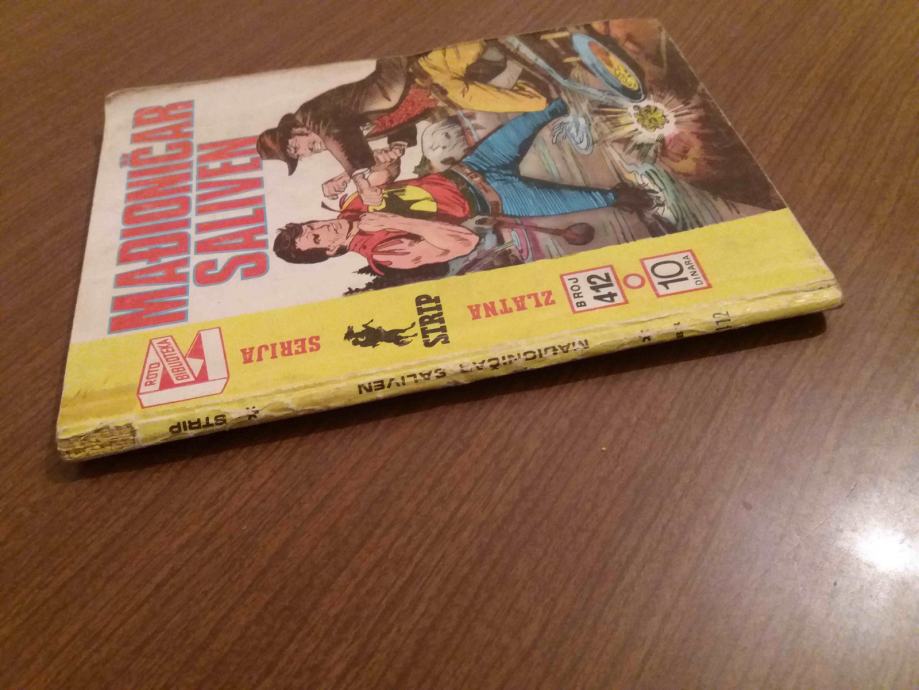 MAĐIONIČAR
SALIVEN
ROTO
BIBLIOTEKA
ZLATNA
SERIJA
STRIP
BROJ
412
10
DINARA
STRIP
MAĐIONIČAR SALIVEN